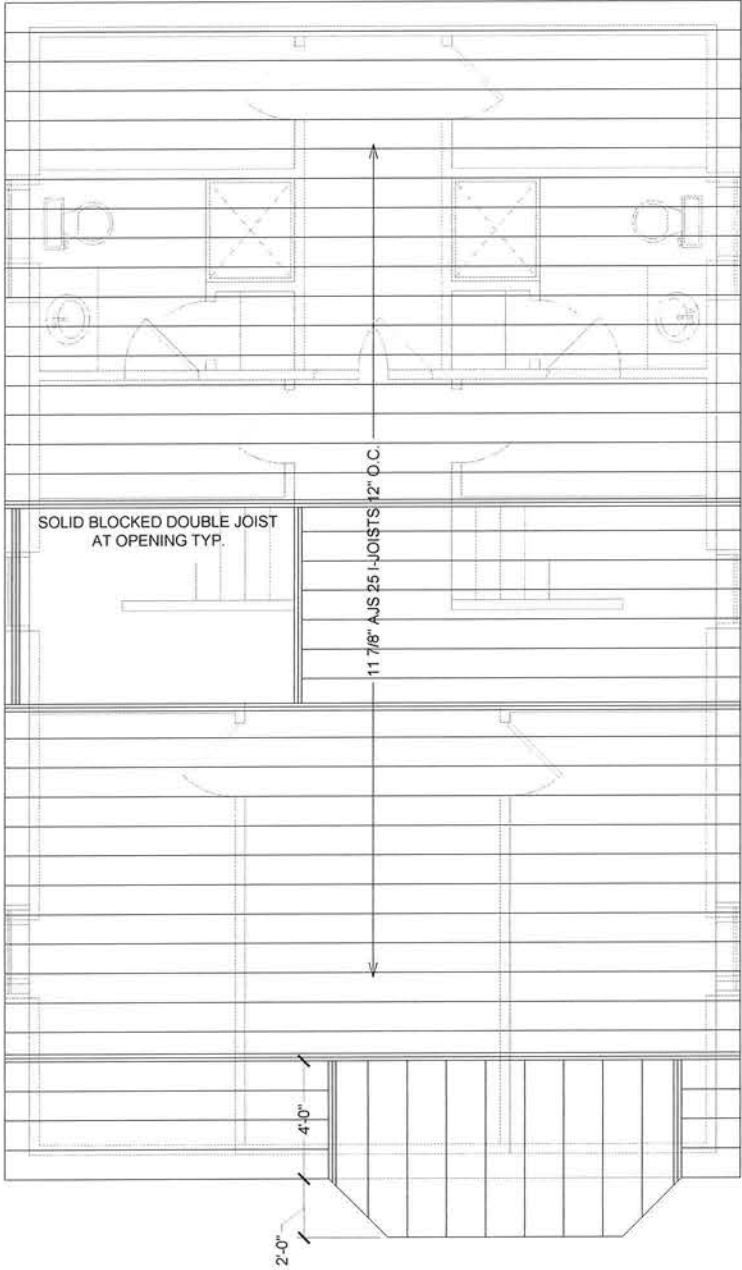 SOLID BLOCKED DOUBLE JOIST
AT OPENING TYP.
11 7/8" AJS 25 I-JOISTS 12" O.C.
4'-0"
2'-0"